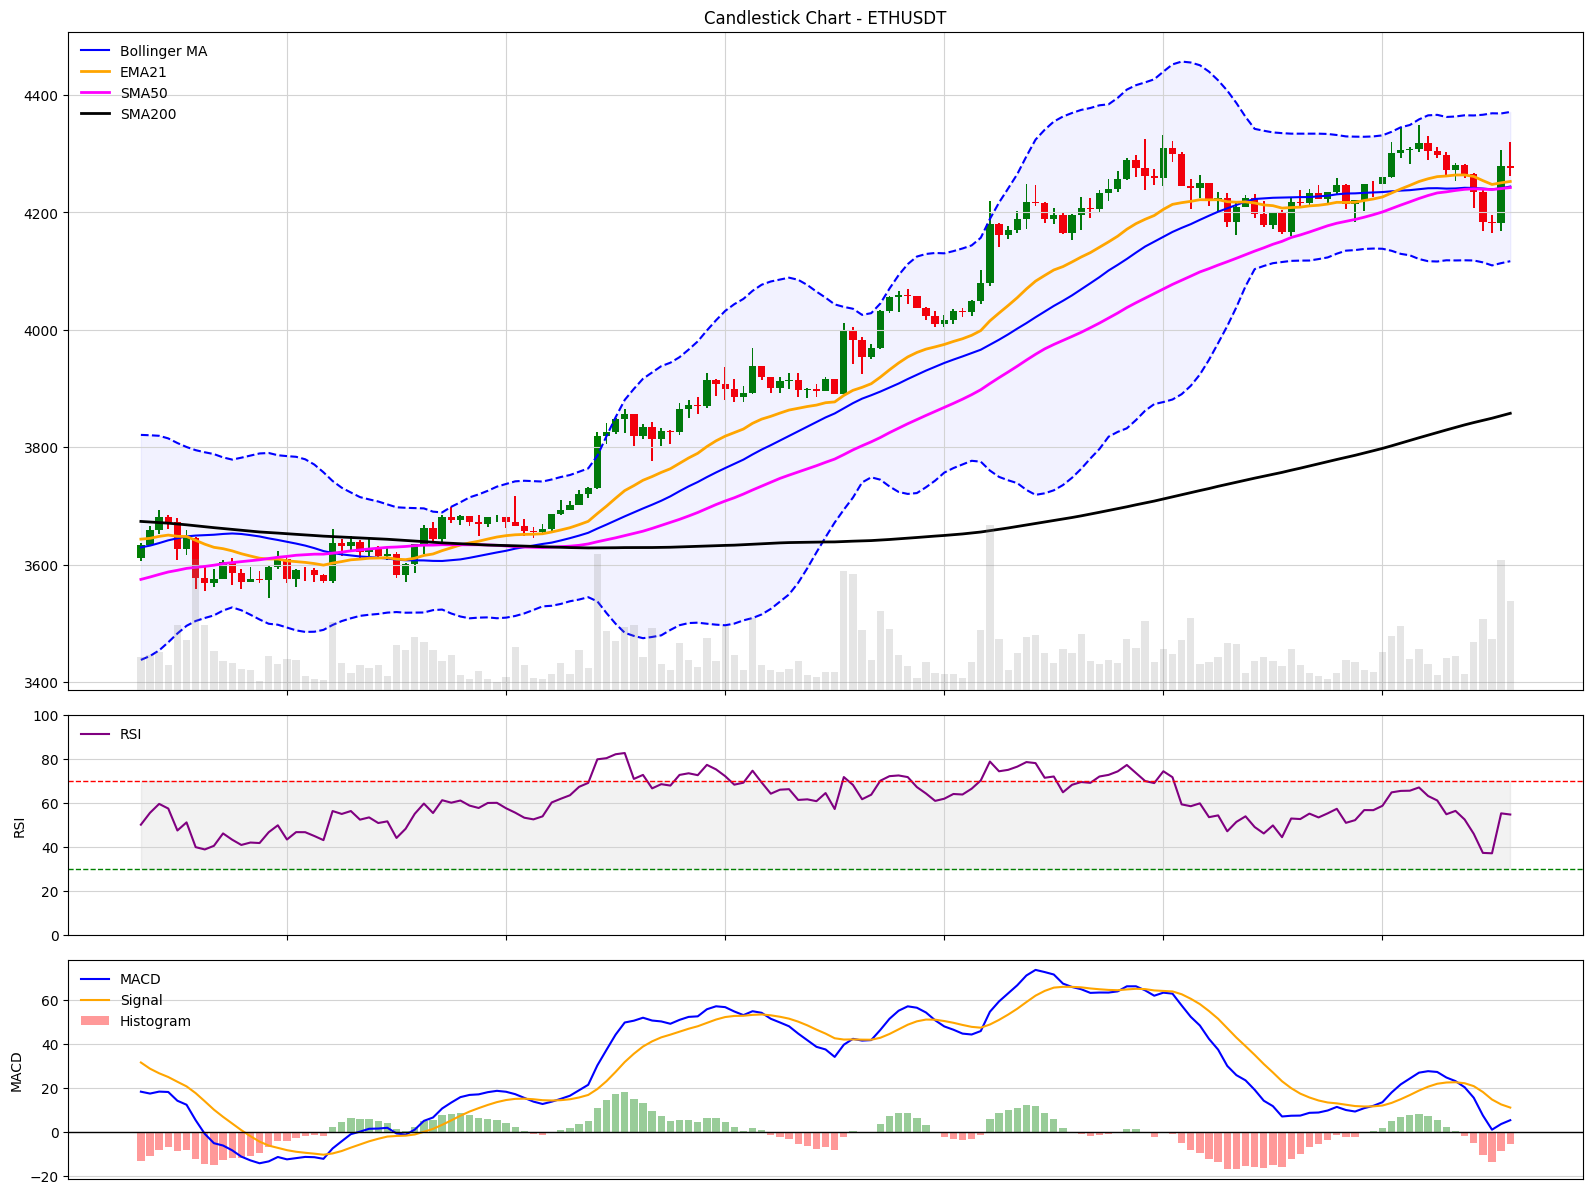 Candlestick Chart - ETHUSDT
Bollinger MA
EMA21
SMA50
SMA200
4400
4200
4000
3800
3600
3400
RSI
100
80
60
40
20
0
RSI
MACD
Signal
Histogram
60
40
20
0
−20
MACD